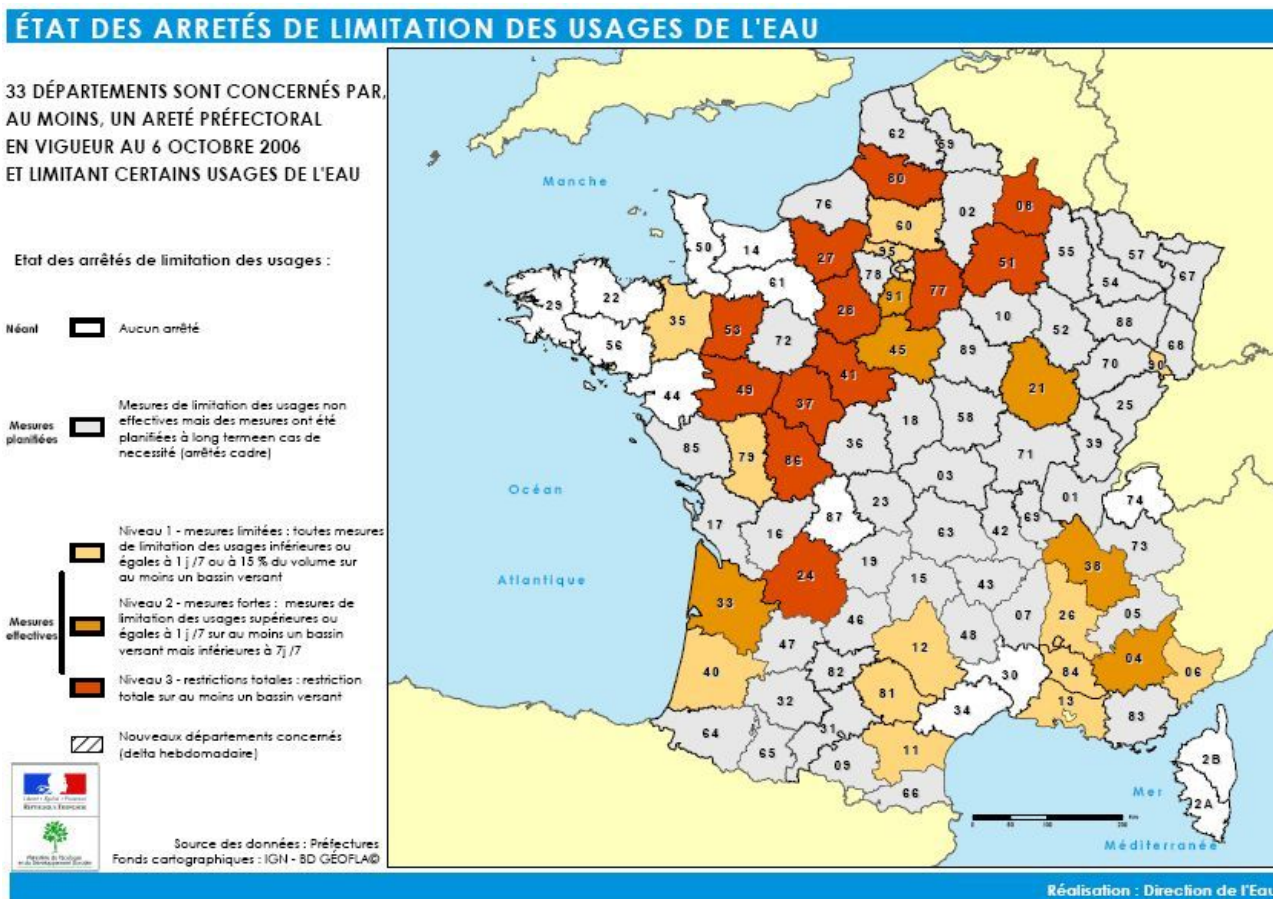 ÉTAT DES ARRETÉS DE LIMITATION DES USAGES DE L'EAU
33 DÉPARTEMENTS SONT CONCERNÉS PAR,
AU MOINS, UN ARETÉ PRÉFECTORAL
EN VIGUEUR AU 6 OCTOBRE 2006
ET LIMITANT CERTAINS USAGES DE L'EAU
Etat des arrêtés de limitation des usages :
Néant
Aucun arrêté
Mesures
planifiées
Mesures de limitation des usages non
effectives mais des mesures ont été
planifiées à long termeen cas de
necessité (arrêtés cadre)
Mesures
effectives
Niveau 1 - mesures limitées : toutes mesures
de limitation des usages inférieures ou
égales à 1 j /7 ou à 15 % du volume sur
au moins un bassin versant
Niveau 2 - mesures fortes : mesures de
limitation des usages supérieures ou
égales à 1 j /7 sur au moins un bassin
versant mais inférieures à 7j /7
Niveau 3 - restrictions totales : restriction
totale sur au moins un bassin versant
Nouveaux départements concernés
(delta hebdomadaire)
Source des données : Préfectures
Fonds cartographiques : IGN - BD GÉOFLA©
Manche
Océan
Atlantique
Mer
Méditerranée
62
59
80
76
02
08
60
50
14
27
95
78
51
55
57
67
54
61
91
77
29
22
35
53
28
10
88
52
68
56
72
45
89
70
90
41
21
44
49
37
25
18
58
85
79
86
36
71
39
03
01
74
17
16
87
23
63
42
69
73
24
19
38
33
15
43
46
07
26
05
47
48
12
40
82
04
06
30
84
81
13
32
34
83
64
31
65
11
09
66
2B
2A
Réalisation : Direction de l'Eau